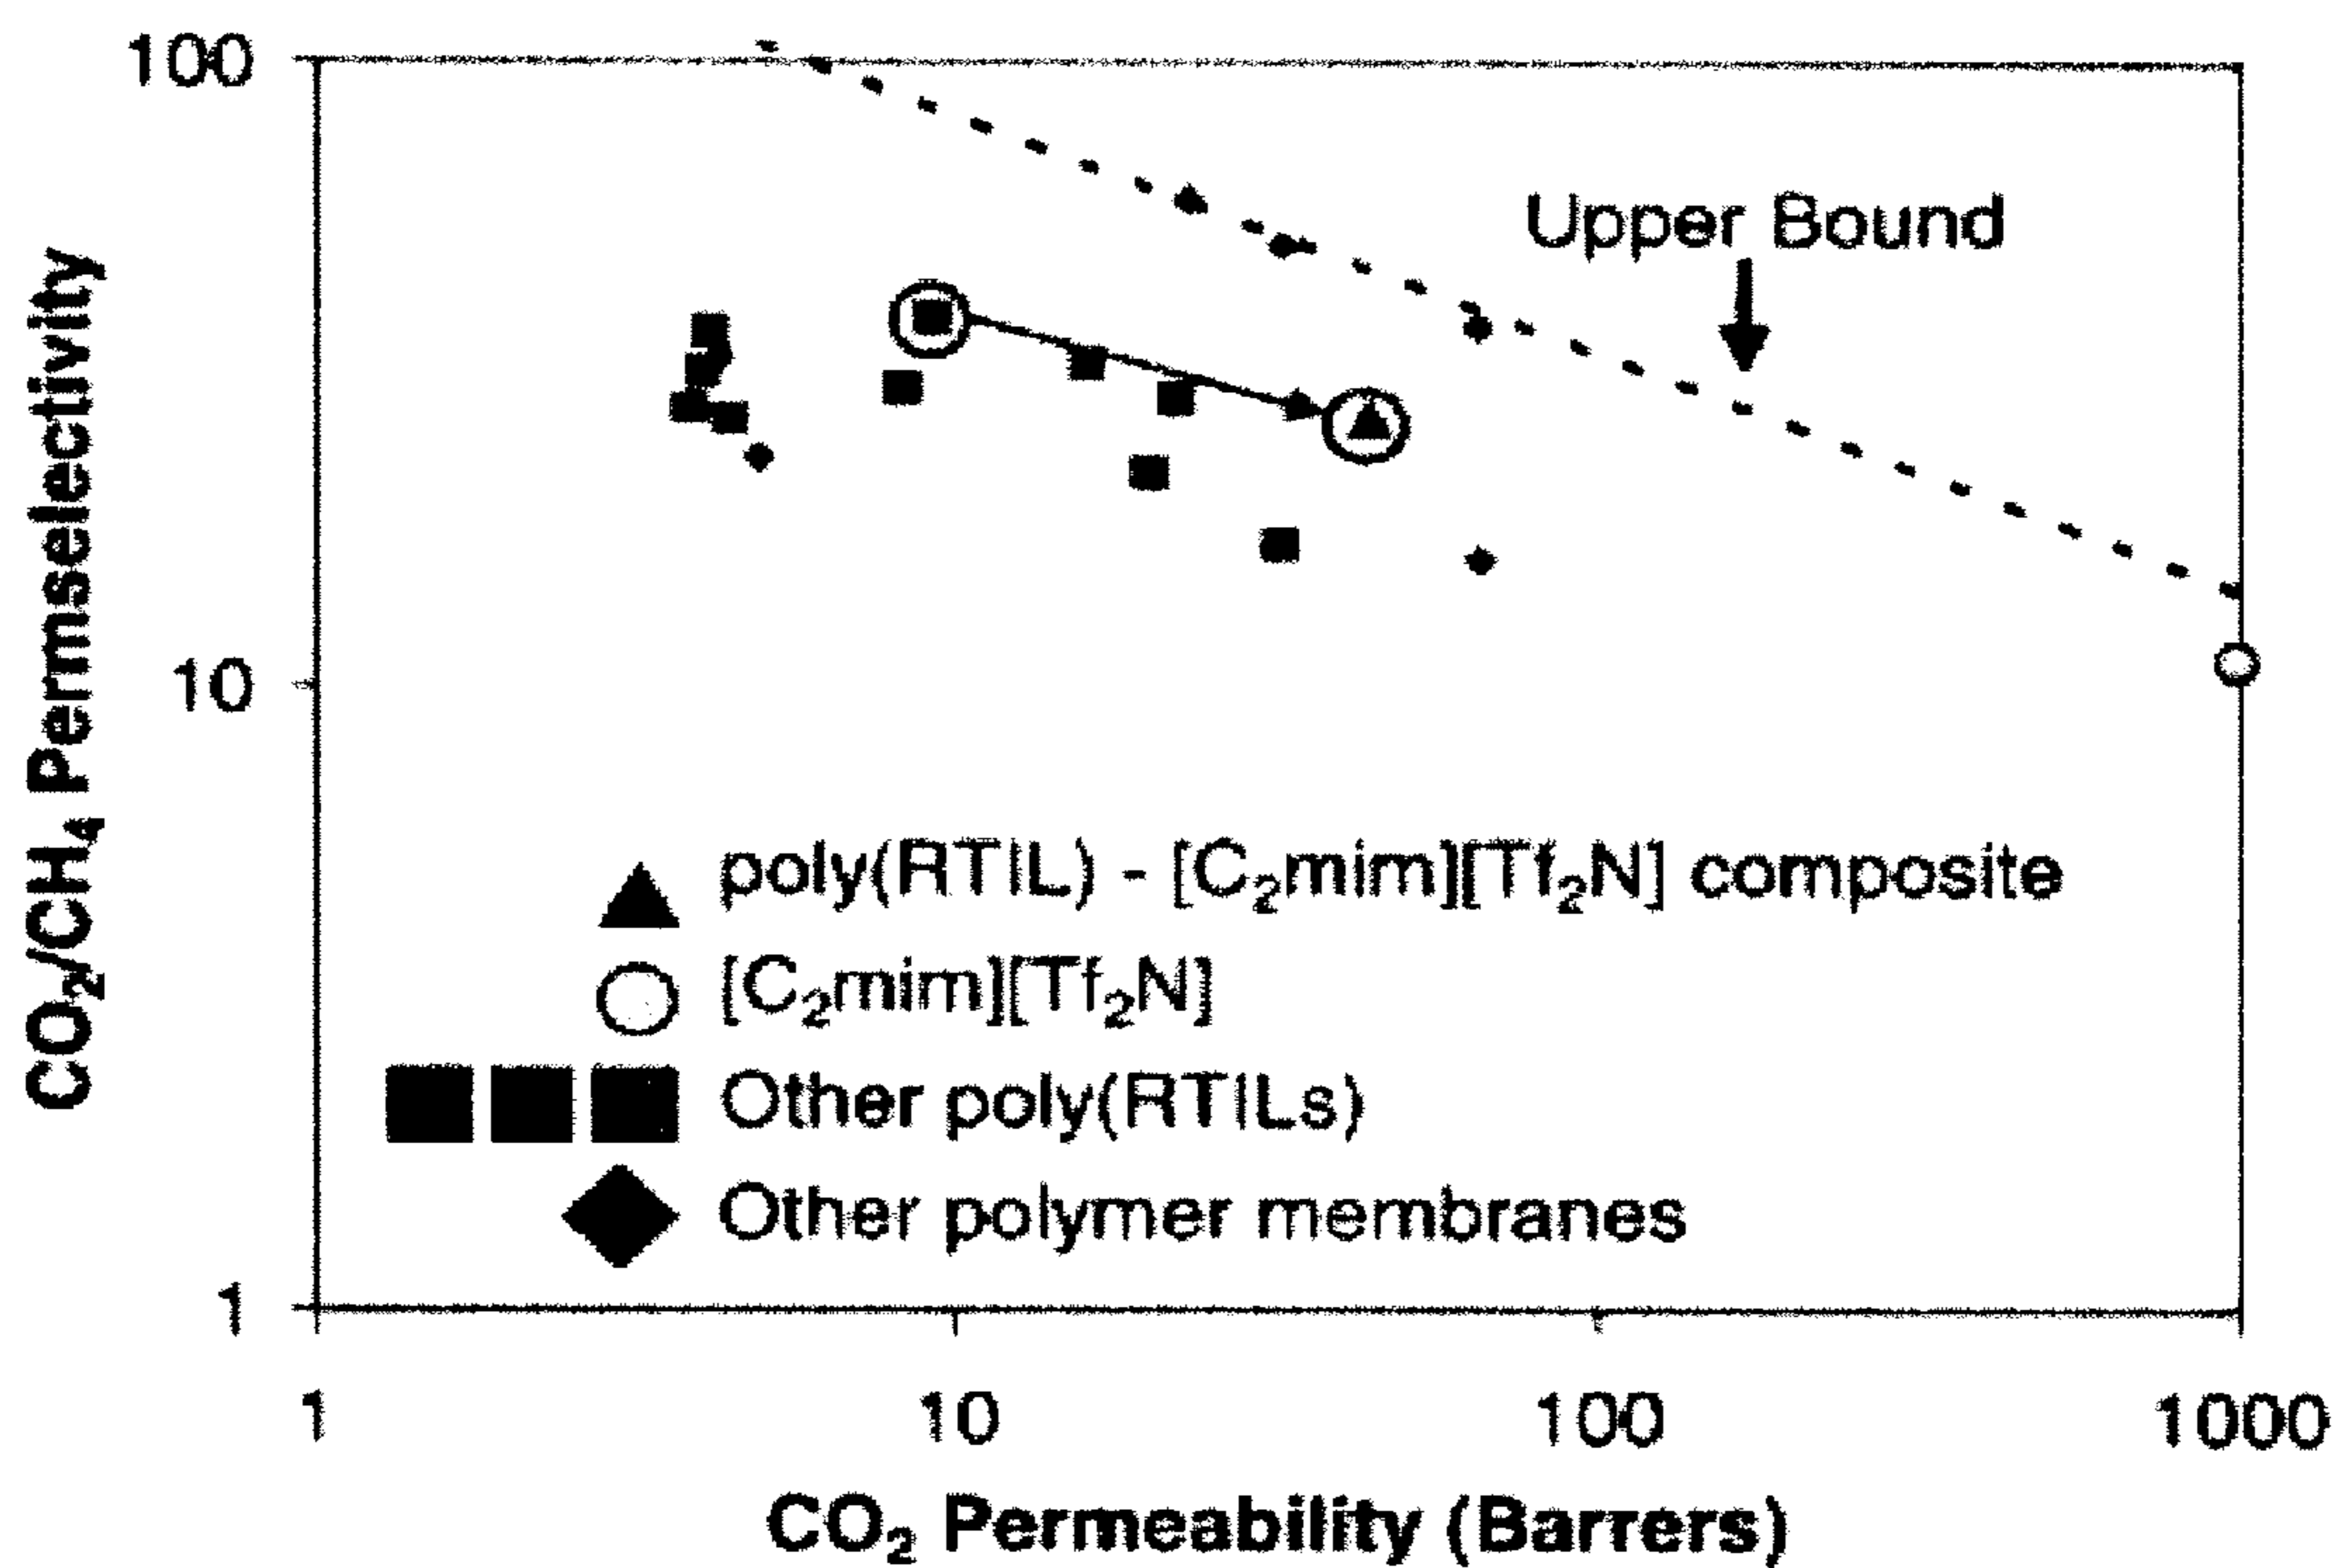 100
10
1
CO₂/CH₄ Permselectivity
Upper Bound
poly(RTIL) - [C₂mim][Tf₂N] composite
[C₂mim][Tf₂N]
Other poly(RTILs)
Other polymer membranes
1 10 100 1000
CO₂ Permeability (Barrers)